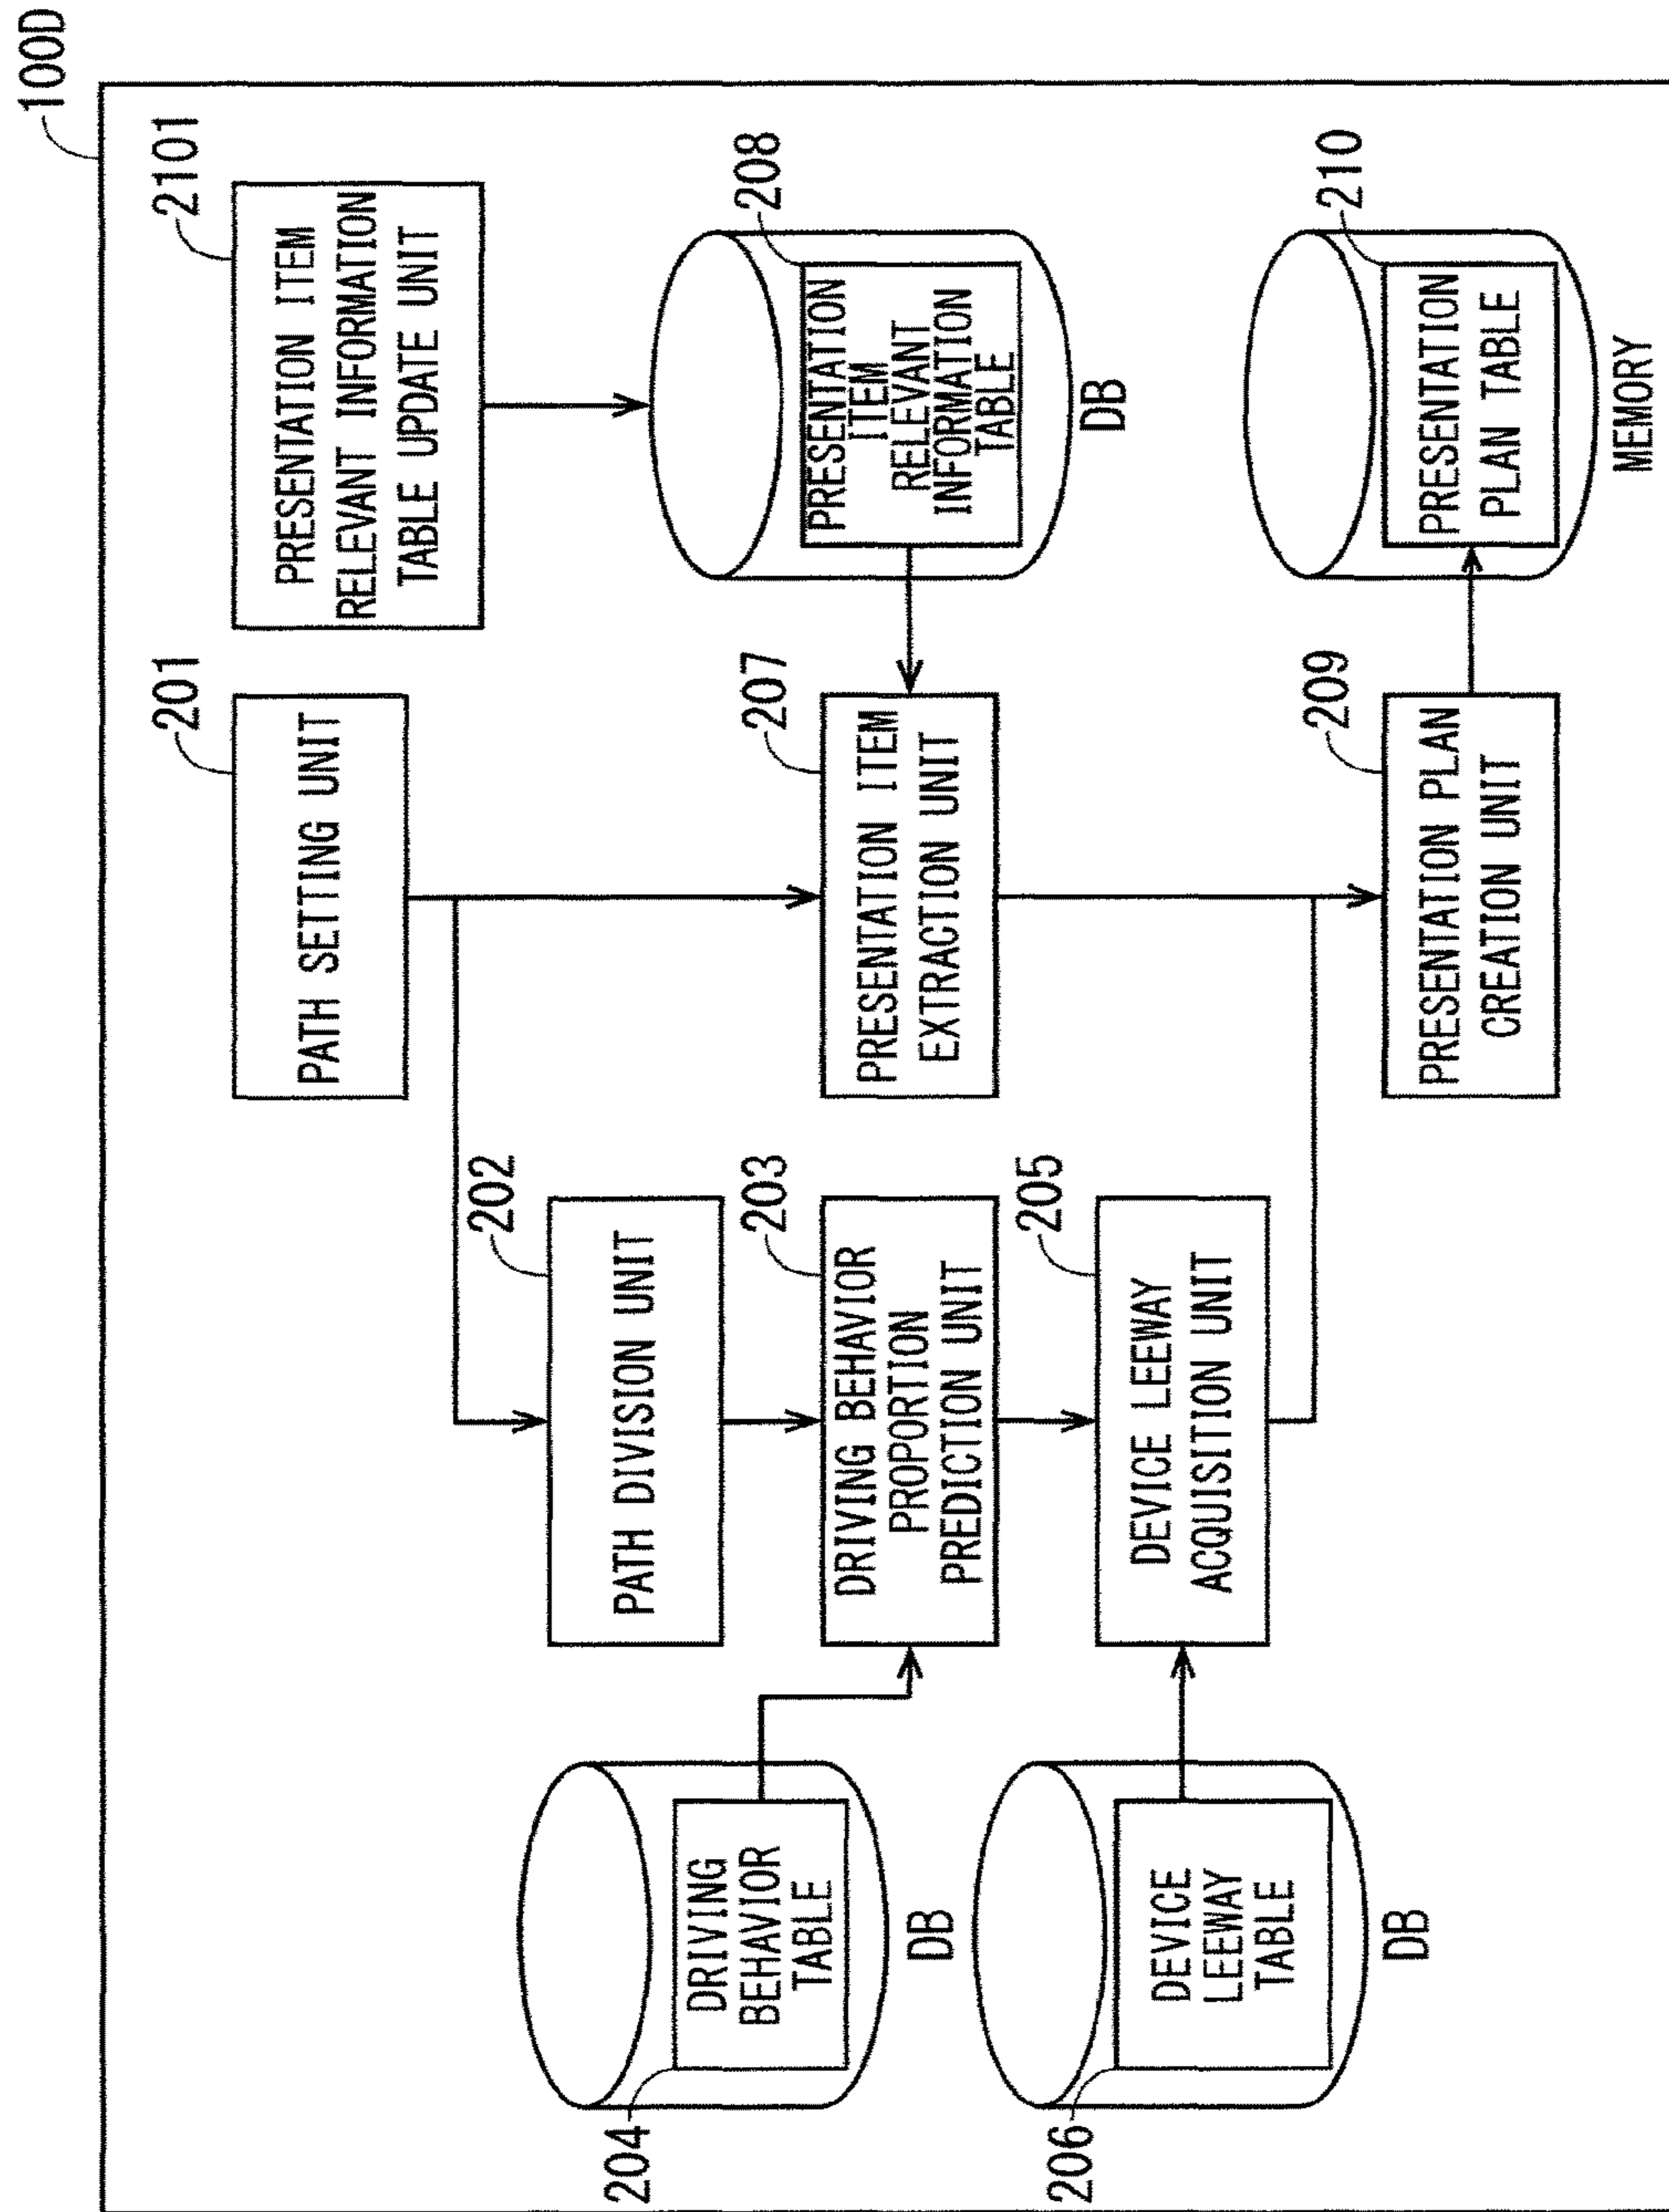 100D
2101
PRESENTATION ITEM
RELEVANT INFORMATION
TABLE UPDATE UNIT
201
PATH SETTING UNIT
202
PATH DIVISION UNIT
208
PRESENTATION
ITEM
RELEVANT
INFORMATION
TABLE
DB
207
PRESENTATION ITEM
EXTRACTION UNIT
203
DRIVING BEHAVIOR
PROPORTION
PREDICTION UNIT
204
DRIVING
BEHAVIOR
TABLE
DB
205
DEVICE LEEWAY
ACQUISITION UNIT
206
DEVICE
LEEWAY
TABLE
DB
209
PRESENTATION PLAN
CREATION UNIT
210
PRESENTATION
PLAN TABLE
MEMORY